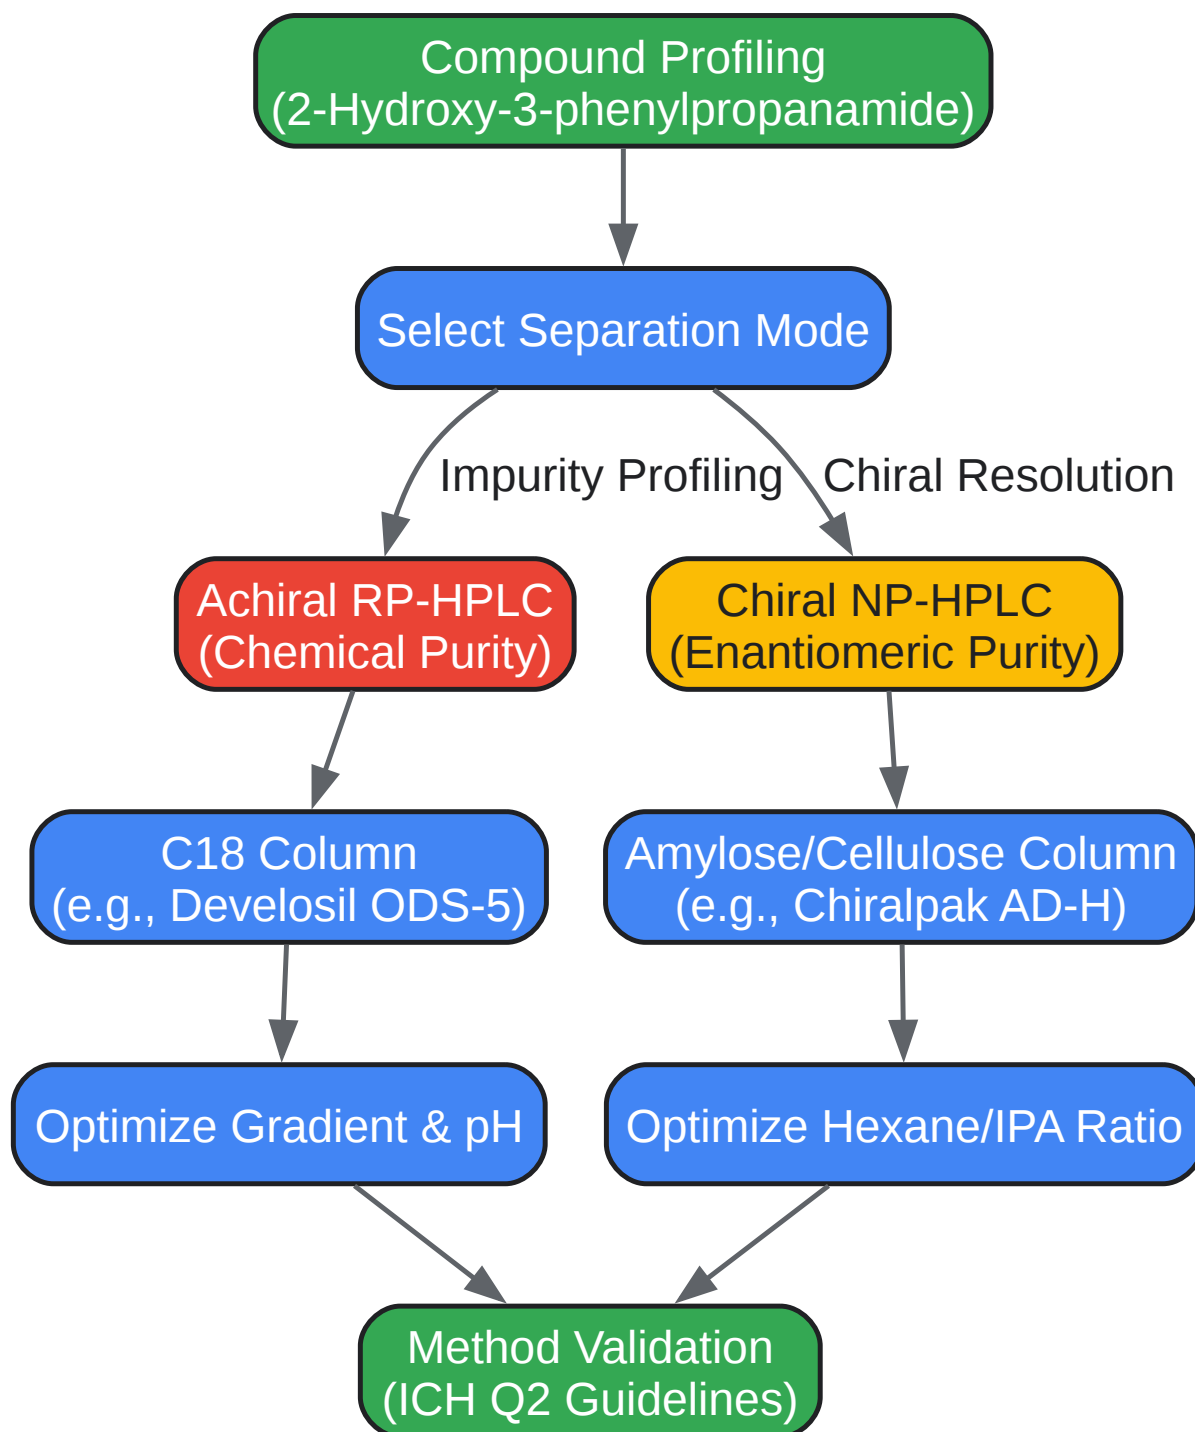 Compound Profiling
(2-Hydroxy-3-phenylpropanamide)
Select Separation Mode
Impurity Profiling
Chiral Resolution
Achiral RP-HPLC
(Chemical Purity)
Chiral NP-HPLC
(Enantiomeric Purity)
C18 Column
(e.g., Develosil ODS-5)
Amylose/Cellulose Column
(e.g., Chiralpak AD-H)
Optimize Gradient & pH
Optimize Hexane/IPA Ratio
Method Validation
(ICH Q2 Guidelines)